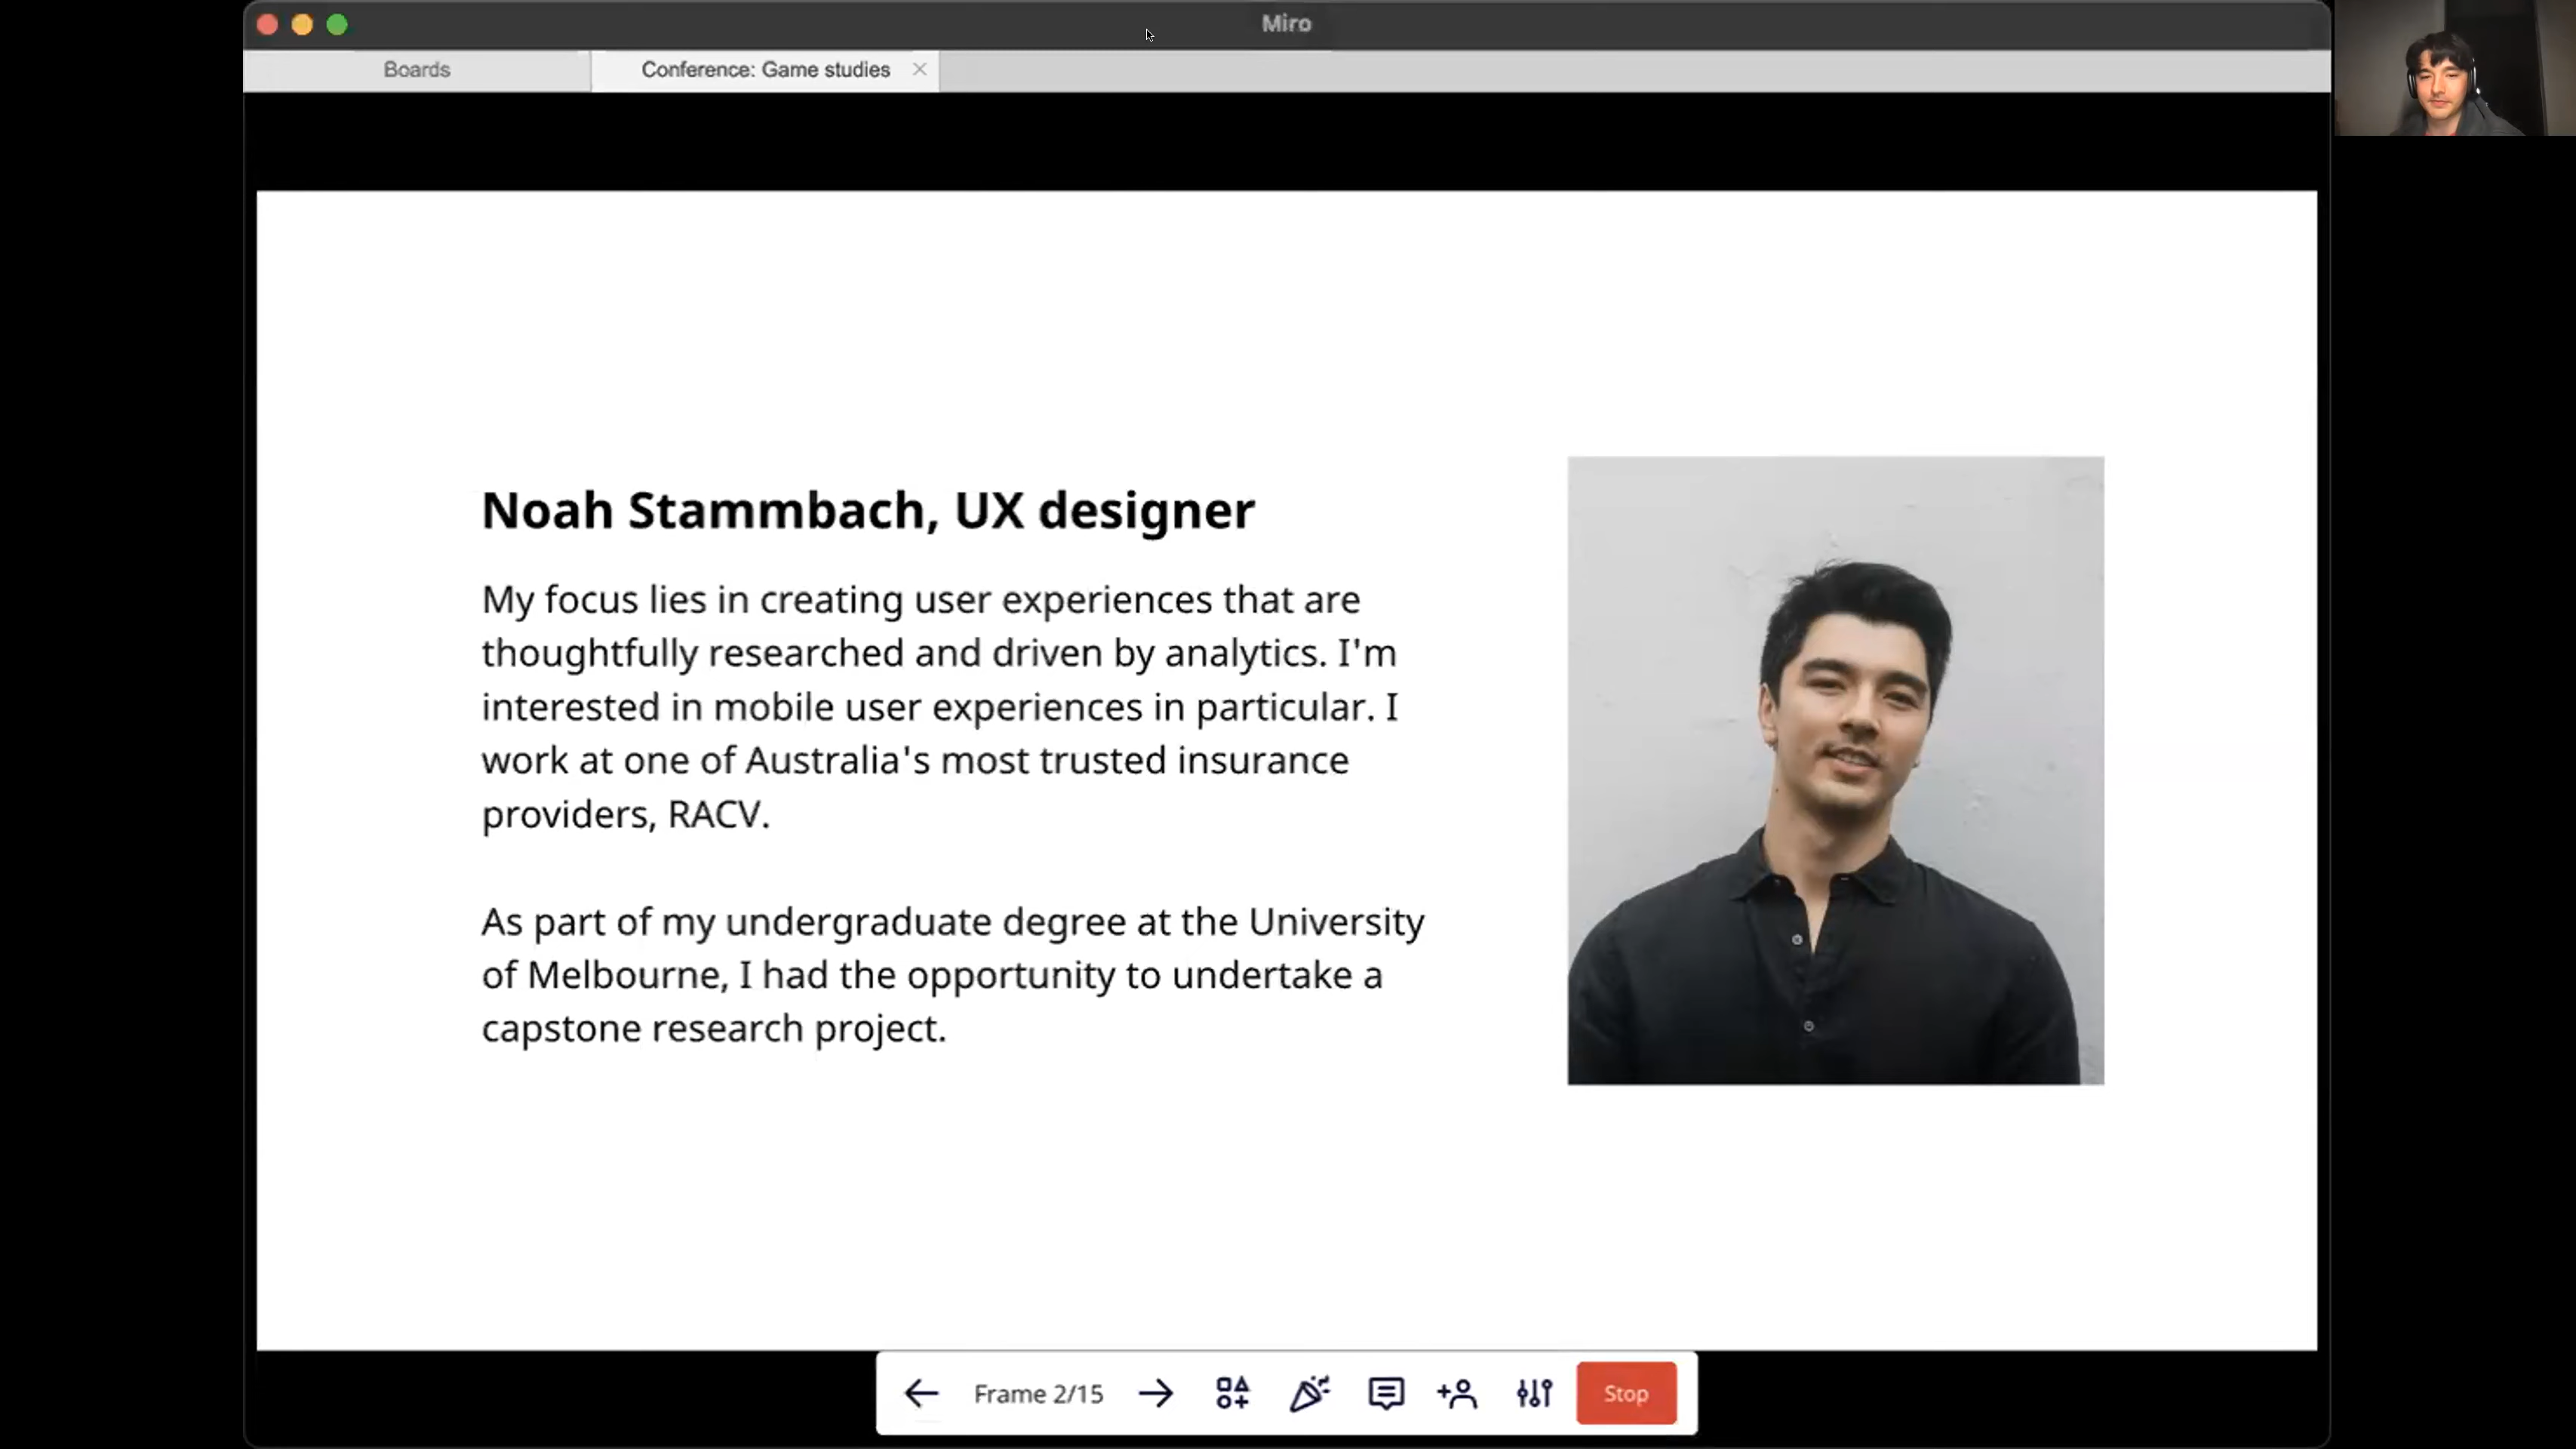 Miro
Boards
Conference: Game studies
Noah Stammbach, UX designer
My focus lies in creating user experiences that are
thoughtfully researched and driven by analytics. I'm
interested in mobile user experiences in particular. I
work at one of Australia's most trusted insurance
providers, RACV.
As part of my undergraduate degree at the University
of Melbourne, I had the opportunity to undertake a
capstone research project.
Frame 2/15
Stop